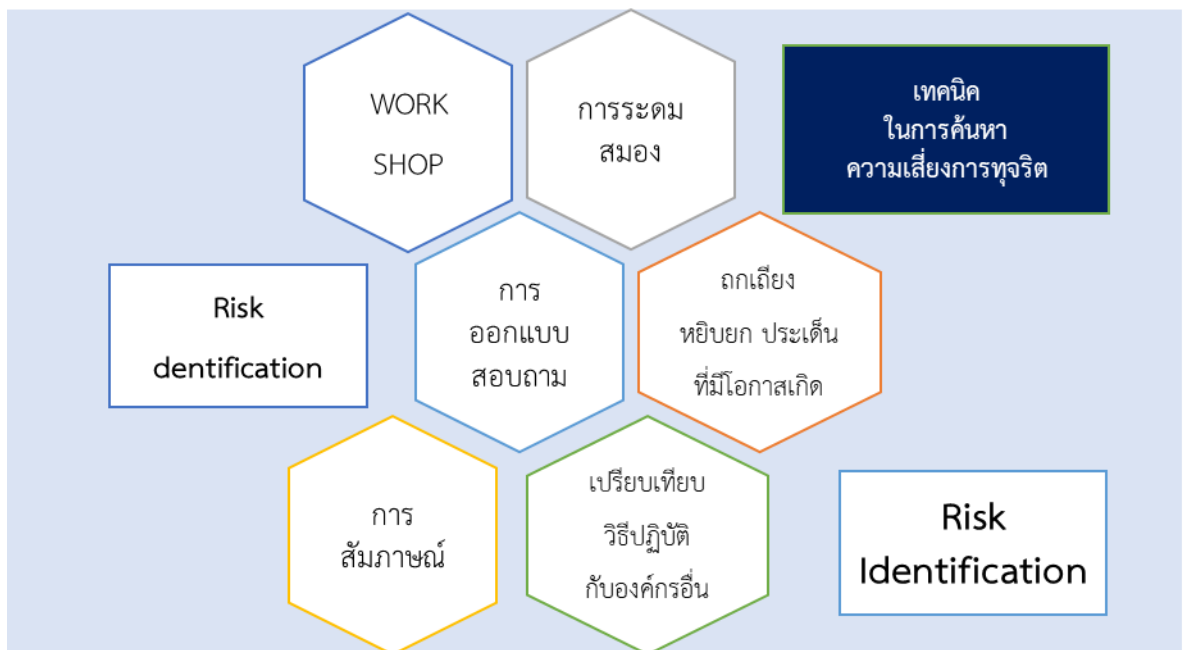 WORK
SHOP
การระดม
สมอง
เทคนิค
ในการค้นหา
ความเสี่ยงการทุจริต
Risk
dentification
การ
ออกแบบ
สอบถาม
ถกเถียง
หยิบยก ประเด็น
ที่มีโอกาสเกิด
การ
สัมภาษณ์
เปรียบเทียบ
วิธีปฏิบัติ
กับองค์กรอื่น
Risk
Identification